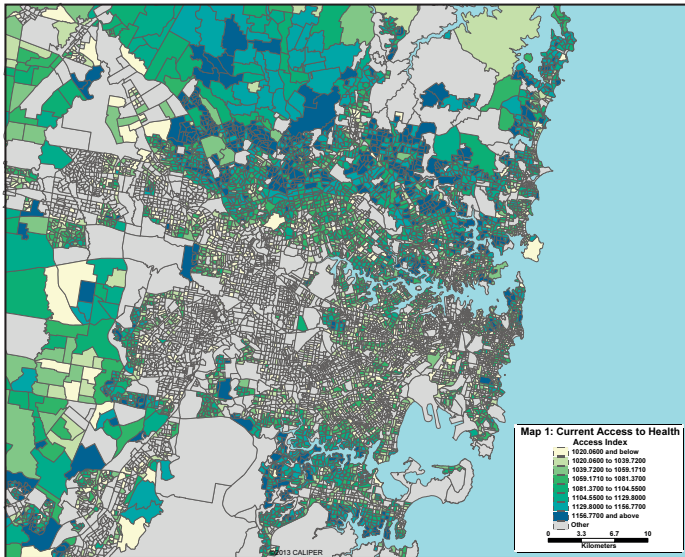 Map 1: Current Access to Health
Access Index
1020.0600 and below
1020.0600 to 1039.7200
1039.7200 to 1059.1710
1059.1710 to 1081.3700
1081.3700 to 1104.5500
1104.5500 to 1129.8000
1129.8000 to 1156.7700
1156.7700 and above
Other
0 3.3 6.7 10
Kilometers
©2013 CALIPER